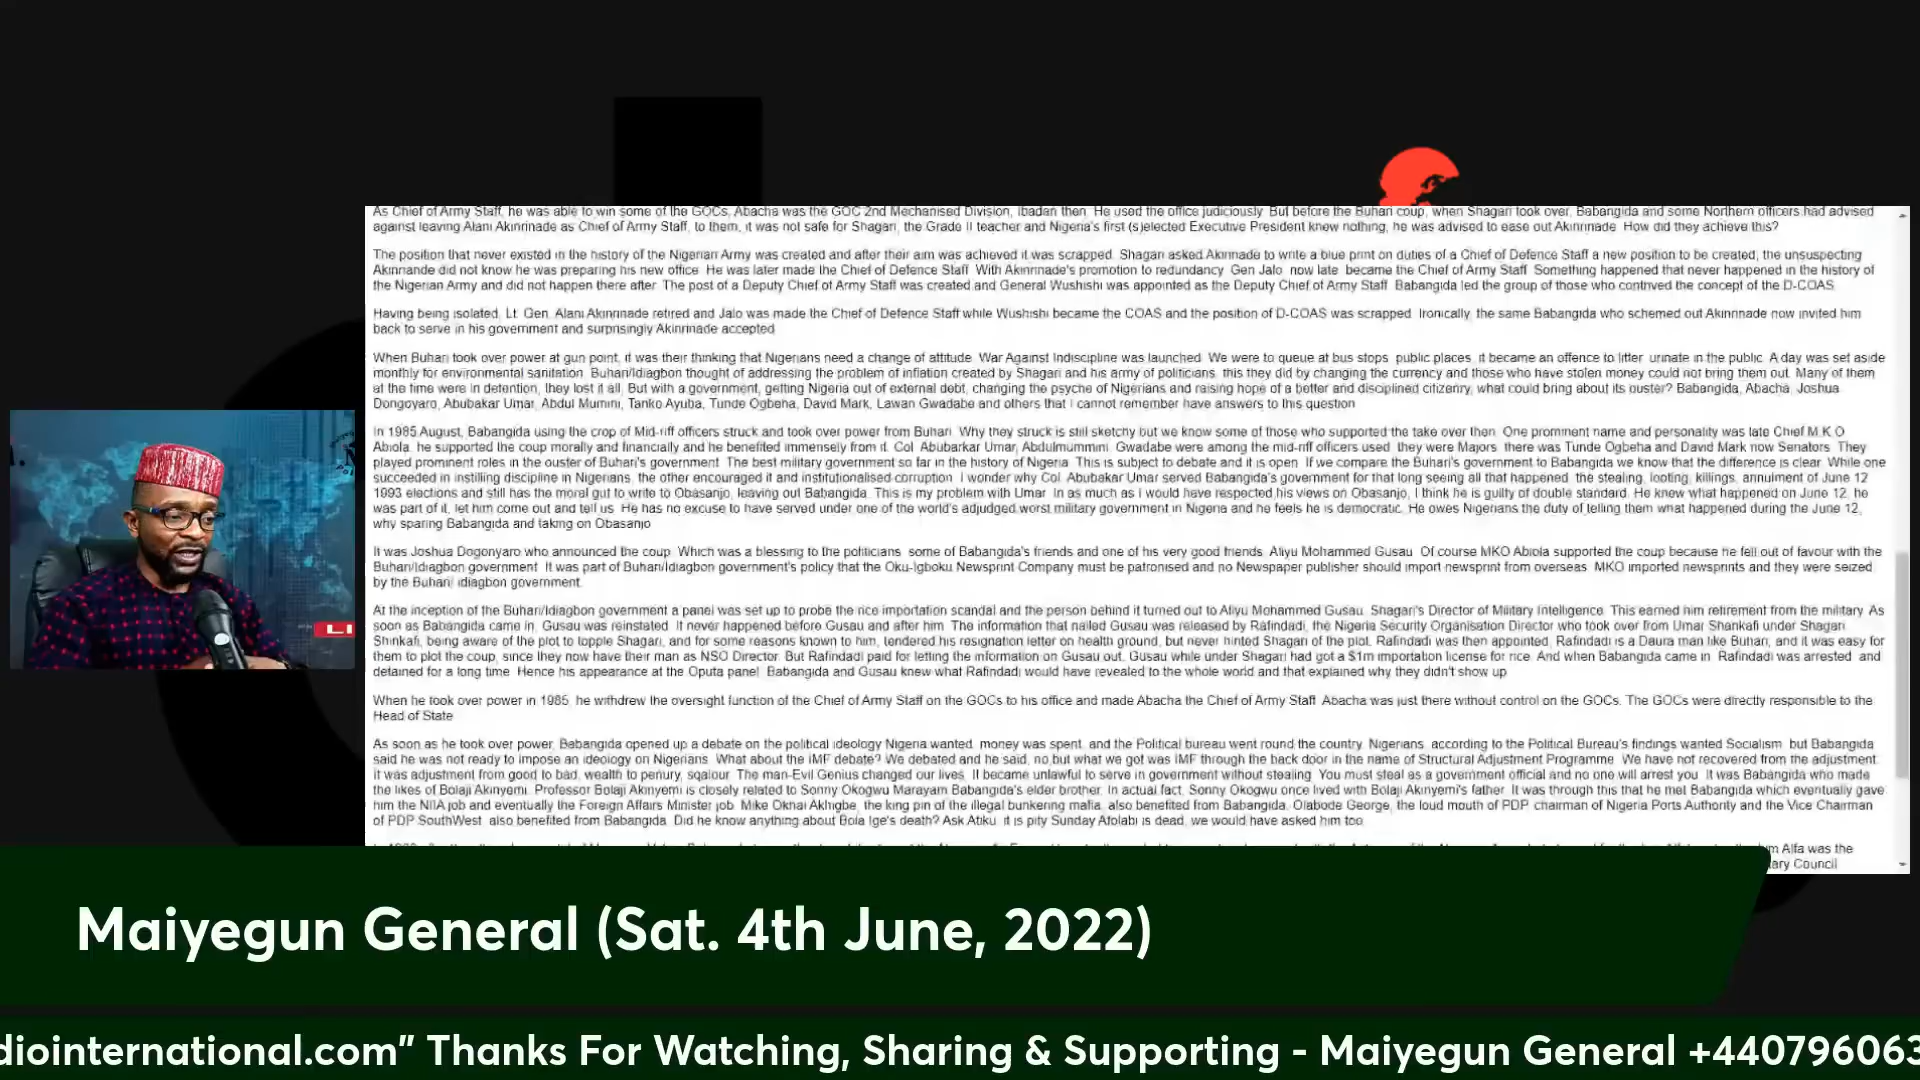 As Chief of Army Staff, he was able to win some of the GOCs, Abacha was the GOC 2nd Mechanised Division, Ibadan then. He used the office judiciously. But before the Buhari coup, when Shagari took over, Babangida and some Northern officers had advised
against leaving Alani Akinrinade as Chief of Army Staff, to them, it was not safe for Shagari, the Grade II teacher and Nigeria's first (s)elected Executive President knew nothing, he was advised to ease out Akinrinade. How did they achieve this?
The position that never existed in the history of the Nigerian Army was created and after their aim was achieved it was scrapped. Shagari asked Akinrinade to write a blue print on duties of a Chief of Defence Staff a new position to be created, the unsuspecting
Akinrinande did not know he was preparing his new office. He was later made the Chief of Defence Staff. With Akinrinade's promotion to redundancy, Gen Jalo, now late, became the Chief of Army Staff. Something happened that never happened in the history of
the Nigerian Army and did not happen there after. The post of a Deputy Chief of Army Staff was created and General Wushishi was appointed as the Deputy Chief of Army Staff. Babangida led the group of those who contrived the concept of the D-COAS.
Having being isolated, Lt. Gen. Alani Akinrinade retired and Jalo was made the Chief of Defence Staff while Wushishi became the COAS and the position of D-COAS was scrapped. Ironically, the same Babangida who schemed out Akinrinade now invited him
back to serve in his government and surprisingly Akinrinade accepted.
When Buhari took over power at gun point, it was their thinking that Nigerians need a change of attitude. War Against Indiscipline was launched. We were to queue at bus stops, public places, it became an offence to litter, urinate in the public. A day was set aside
monthly for environmental sanitation. Buhari/Idiagbon thought of addressing the problem of inflation created by Shagari and his army of politicians, this they did by changing the currency and those who have stolen money could not bring them out. Many of them
at the time were in detention, they lost it all. But with a government, getting Nigeria out of external debt, changing the psyche of Nigerians and raising hope of a better and disciplined citizenry, what could bring about its ouster? Babangida, Abacha, Joshua
Dongoyaro, Abubakar Umar, Abdul Mumini, Tanko Ayuba, Tunde Ogbeha, David Mark, Lawan Gwadabe and others that I cannot remember have answers to this question.
In 1985 August, Babangida using the crop of Mid-riff officers struck and took over power from Buhari. Why they struck is still sketchy but we know some of those who supported the take over then. One prominent name and personality was late Chief M.K.O
Abiola, he supported the coup morally and financially and he benefited immensely from it. Col. Abubarkar Umar, Abdulmummini, Gwadabe were among the mid-riff officers used, they were Majors, there was Tunde Ogbeha and David Mark now Senators. They
played prominent roles in the ouster of Buhari's government. The best military government so far in the history of Nigeria. This is subject to debate and it is open. If we compare the Buhari's government to Babangida we know that the difference is clear. While one
succeeded in instilling discipline in Nigerians, the other encouraged it and institutionalised corruption. I wonder why Col. Abubakar Umar served Babangida's government for that long seeing all that happened, the stealing, looting, killings, annulment of June 12
1993 elections and still has the moral gut to write to Obasanjo, leaving out Babangida. This is my problem with Umar. In as much as I would have respected his views on Obasanjo, I think he is guilty of double standard. He knew what happened on June 12, he
was part of it, let him come out and tell us. He has no excuse to have served under one of the world's adjudged worst military government in Nigeria and he feels he is democratic. He owes Nigerians the duty of telling them what happened during the June 12,
why sparing Babangida and taking on Obasanjo.
It was Joshua Dogonyaro who announced the coup. Which was a blessing to the politicians, some of Babangida's friends and one of his very good friends, Aliyu Mohammed Gusau. Of course MKO Abiola supported the coup because he fell out of favour with the
Buhari/Idiagbon government. It was part of Buhari/Idiagbon government's policy that the Oku-Igboku Newsprint Company must be patronised and no Newspaper publisher should import newsprint from overseas. MKO imported newsprints and they were seized
by the Buhari idiagbon government.
At the inception of the Buhari/Idiagbon government a panel was set up to probe the rice importation scandal and the person behind it turned out to Aliyu Mohammed Gusau, Shagari's Director of Military Intelligence. This earned him retirement from the military. As
soon as Babangida came in, Gusau was reinstated. It never happened before Gusau and after him. The information that nailed Gusau was released by Rafindadi, the Nigeria Security Organisation Director who took over from Umar Shankafi under Shagari.
Shinkafi, being aware of the plot to topple Shagari, and for some reasons known to him, tendered his resignation letter on health ground, but never hinted Shagari of the plot. Rafindadi was then appointed. Rafindadi is a Daura man like Buhari, and it was easy for
them to plot the coup, since they now have their man as NSO Director. But Rafindadi paid for letting the information on Gusau out. Gusau while under Shagari had got a $1m importation license for rice. And when Babangida came in, Rafindadi was arrested and
detained for a long time. Hence his appearance at the Oputa panel. Babangida and Gusau knew what Rafindadi would have revealed to the whole world and that explained why they didn't show up.
When he took over power in 1985, he withdrew the oversight function of the Chief of Army Staff on the GOCs to his office and made Abacha the Chief of Army Staff. Abacha was just there without control on the GOCs. The GOCs were directly responsible to the
Head of State.
As soon as he took over power, Babangida opened up a debate on the political ideology Nigeria wanted, money was spent, and the Political bureau went round the country. Nigerians, according to the Political Bureau's findings wanted Socialism, but Babangida
said he was not ready to impose an ideology on Nigerians. What about the IMF debate? We debated and he said, no but what we got was IMF through the back door in the name of Structural Adjustment Programme. We have not recovered from the adjustment.
it was adjustment from good to bad, wealth to penury, sqalour. The man-Evil Genius changed our lives. It became unlawful to serve in government without stealing. You must steal as a government official and no one will arrest you. It was Babangida who made
the likes of Bolaji Akinyemi. Professor Bolaji Akinyemi is closely related to Sonny Okogwu Marayam Babangida's elder brother. In actual fact, Sonny Okogwu once lived with Bolaji Akinyemi's father. It was through this that he met Babangida which eventually gave
him the NIIA job and eventually the Foreign Affairs Minister job. Mike Okhai Akhigbe, the king pin of the illegal bunkering mafia, also benefited from Babangida, Olabode George, the loud mouth of PDP, chairman of Nigeria Ports Authority and the Vice Chairman
of PDP SouthWest, also benefited from Babangida. Did he know anything about Bola Ige's death? Ask Atiku, it is pity Sunday Afolabi is dead, we would have asked him too.
Alfa was the
Council
LI
Maiyegun General (Sat. 4th June, 2022)
diointernational.com” Thanks For Watching, Sharing & Supporting - Maiyegun General +440796063